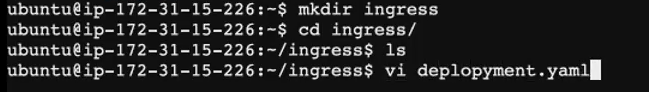 ubuntu@ip-172-31-15-226:~$ mkdir ingress
ubuntu@ip-172-31-15-226:~$ cd ingress/
ubuntu@ip-172-31-15-226:~/ingress$ ls
ubuntu@ip-172-31-15-226:~/ingress$ vi deplopyment.yaml